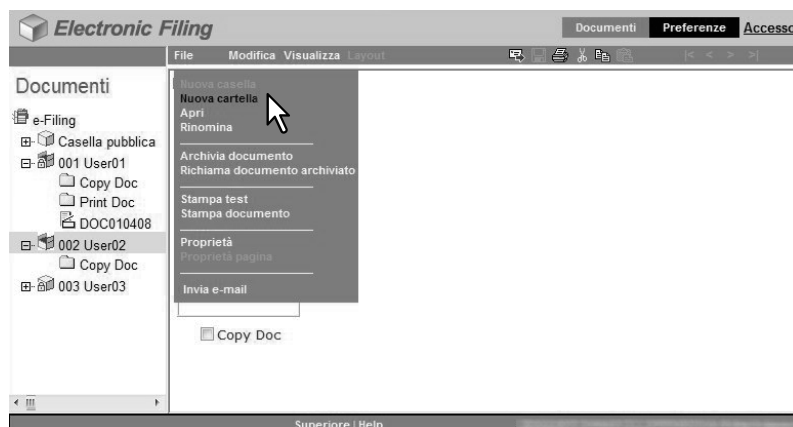 Electronic Filing
Documenti Preferenze Accesso
File Modifica Visualizza Layout
|< < > >|
Documenti
e-Filing
Casella pubblica
001 User01
Copy Doc
Print Doc
DOC010408
002 User02
Copy Doc
003 User03
Nuova casella
Nuova cartella
Apri
Rinomina
Archivia documento
Richiama documento archiviato
Stampa test
Stampa documento
Proprietà
Proprietà pagina
Invia e-mail
Copy Doc
Superiore | Help